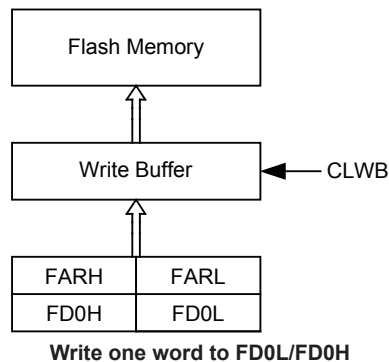 Flash Memory
Write Buffer
CLWB
FARH FARL
FD0H FD0L
Write one word to FD0L/FD0H